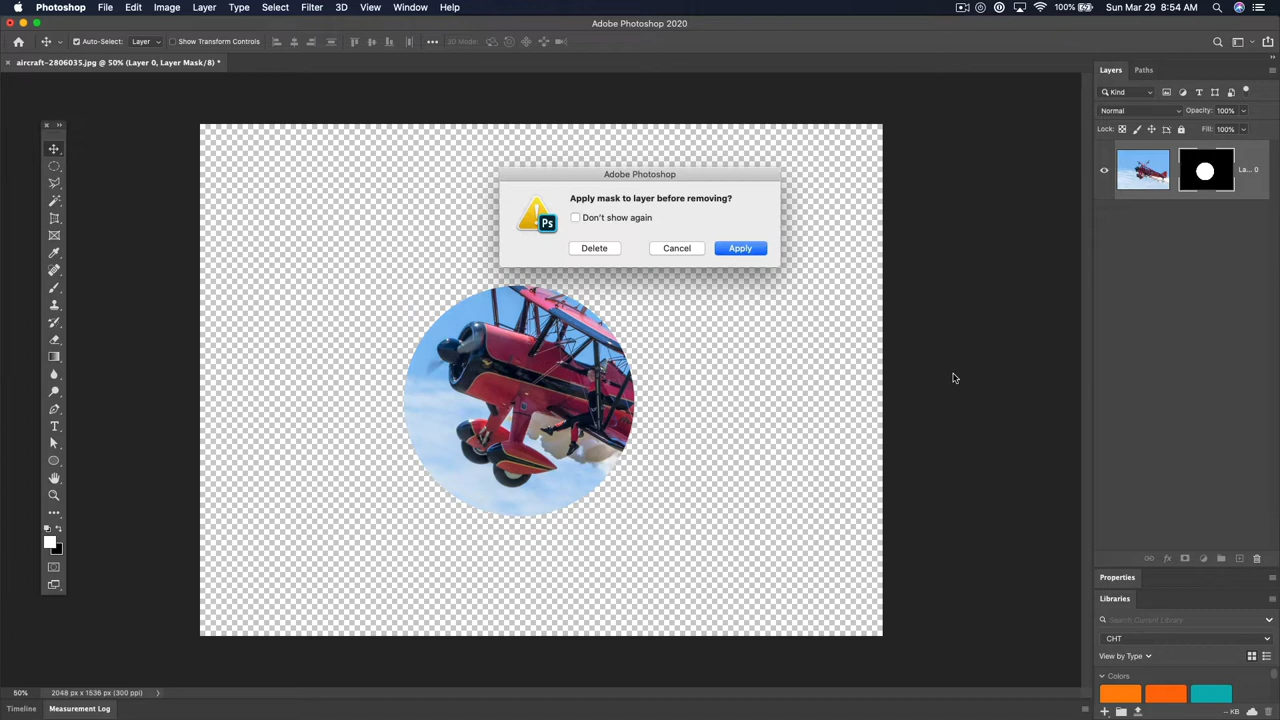 Photoshop File Edit Image Layer Type Select Filter 3D View Window Help 100% Sun Mar 29 8:54 AM
Adobe Photoshop 2020
Auto-Select: Layer Show Transform Controls 3D Mode:
aircraft-2806035.jpg @ 50% (Layer 0, Layer Mask/8) *
Layers Paths
Kind
Normal Opacity: 100%
Lock: Fill: 100%
La... 0
Adobe Photoshop
Apply mask to layer before removing?
Don't show again
Delete Cancel Apply
Ps
Properties
Libraries
Search Current Library
CHT
View by Type
Colors
50% 2048 px x 1536 px (300 ppi)
Timeline Measurement Log
-- KB